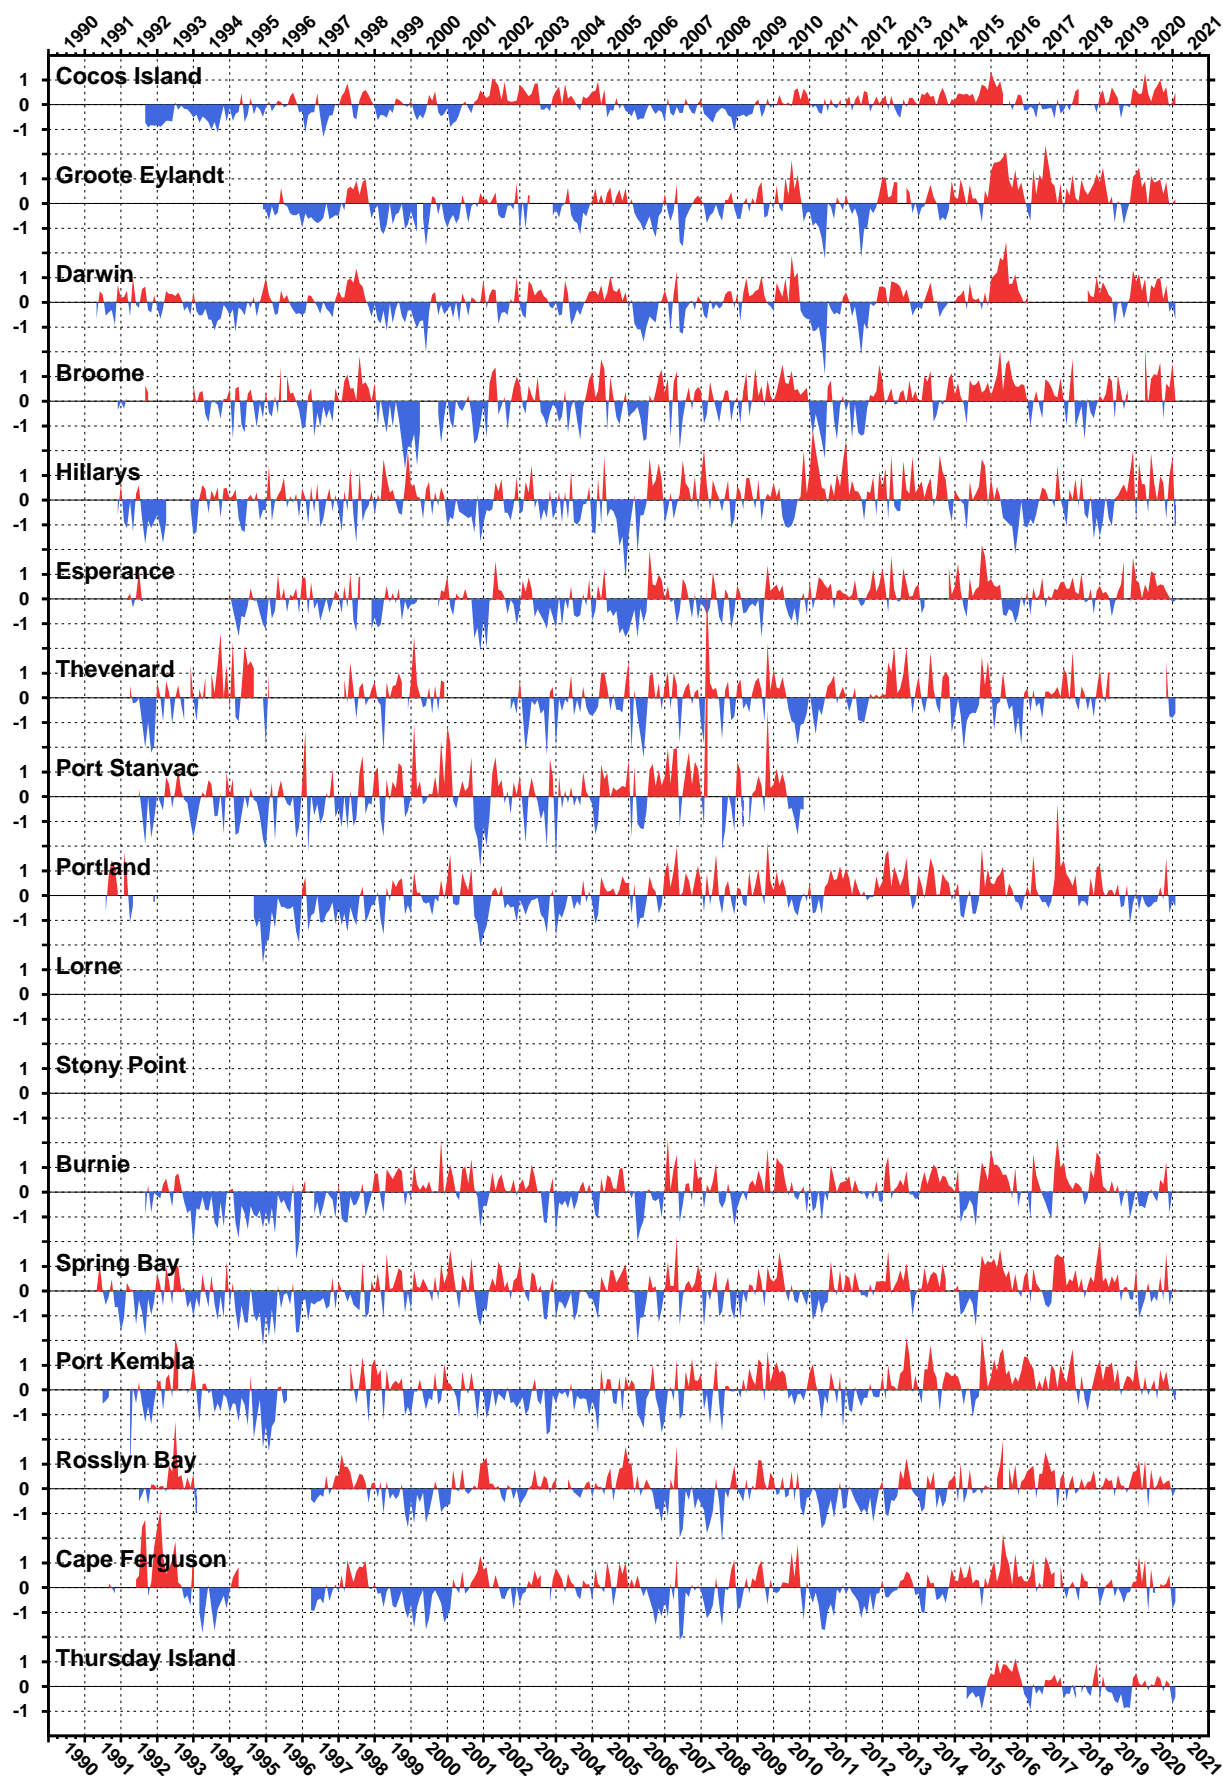 1990 1991 1992 1993 1994 1995 1996 1997 1998 1999 2000 2001 2002 2003 2004 2005 2006 2007 2008 2009 2010 2011 2012 2013 2014 2015 2016 2017 2018 2019 2020 2021
Cocos Island
1
0
-1
Groote Eylandt
1
0
-1
Darwin
1
0
-1
Broome
1
0
-1
Hillarys
1
0
-1
Esperance
1
0
-1
Thevenard
1
0
-1
Port Stanvac
1
0
-1
Portland
1
0
-1
Lorne
1
0
-1
Stony Point
1
0
-1
Burnie
1
0
-1
Spring Bay
1
0
-1
Port Kembla
1
0
-1
Rosslyn Bay
1
0
-1
Cape Ferguson
1
0
-1
Thursday Island
1
0
-1
1990 1991 1992 1993 1994 1995 1996 1997 1998 1999 2000 2001 2002 2003 2004 2005 2006 2007 2008 2009 2010 2011 2012 2013 2014 2015 2016 2017 2018 2019 2020 2021